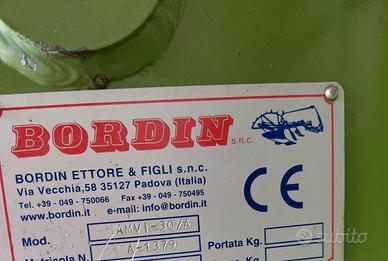 BORDIN s.n.c.
BORDIN ETTORE & FIGLI s.n.c.
Via Vecchia, 58 35127 Padova (Italia)
Tel. +39 - 049 - 750066 Fax +39 - 049 - 750495
www.bordin.it e-mail: info@bordin.it
CE
Mod. AMVI-30/A Portata Kg.
Matricola N. A-1379 Kg.
subito